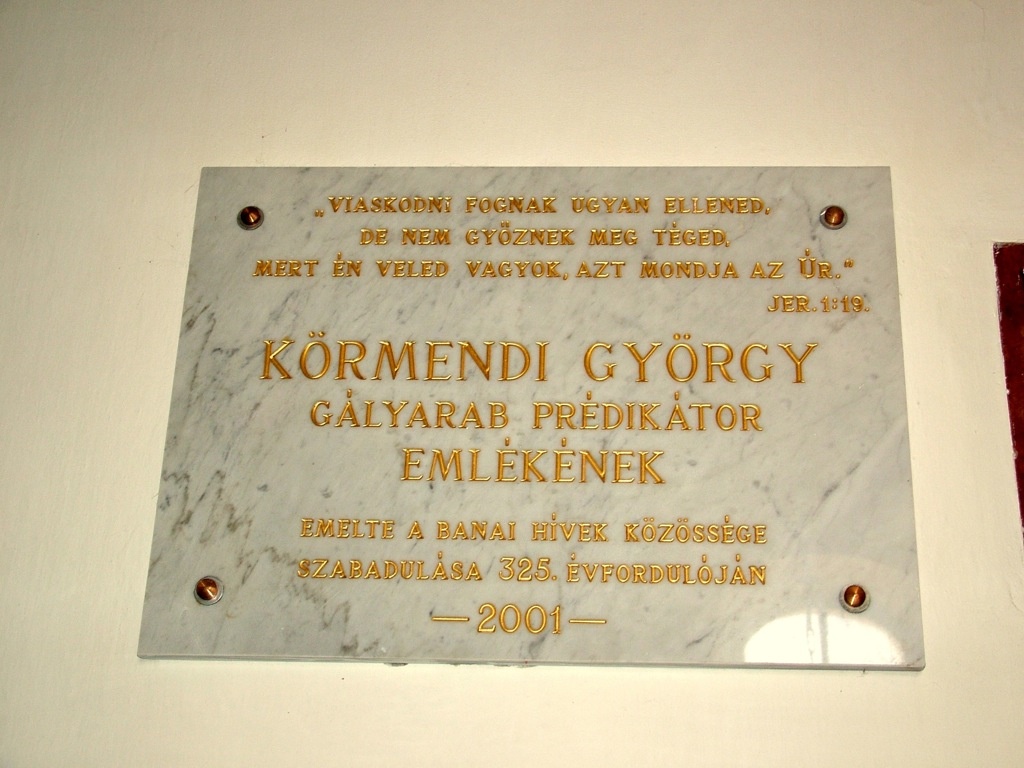 „VIASKODNI FOGNAK UGYAN ELLENED,
DE NEM GYŐZNEK MEG TÉGED,
MERT ÉN VELED VAGYOK, AZT MONDJA AZ ÚR."
JER. 1:19.
KÖRMENDI GYÖRGY
GÁLYARAB PRÉDIKÁTOR
EMLÉKÉNEK
EMELTE A BANAI HÍVEK KÖZÖSSÉGE
SZABADULÁSA 325. ÉVFORDULÓJÁN
— 2001 —